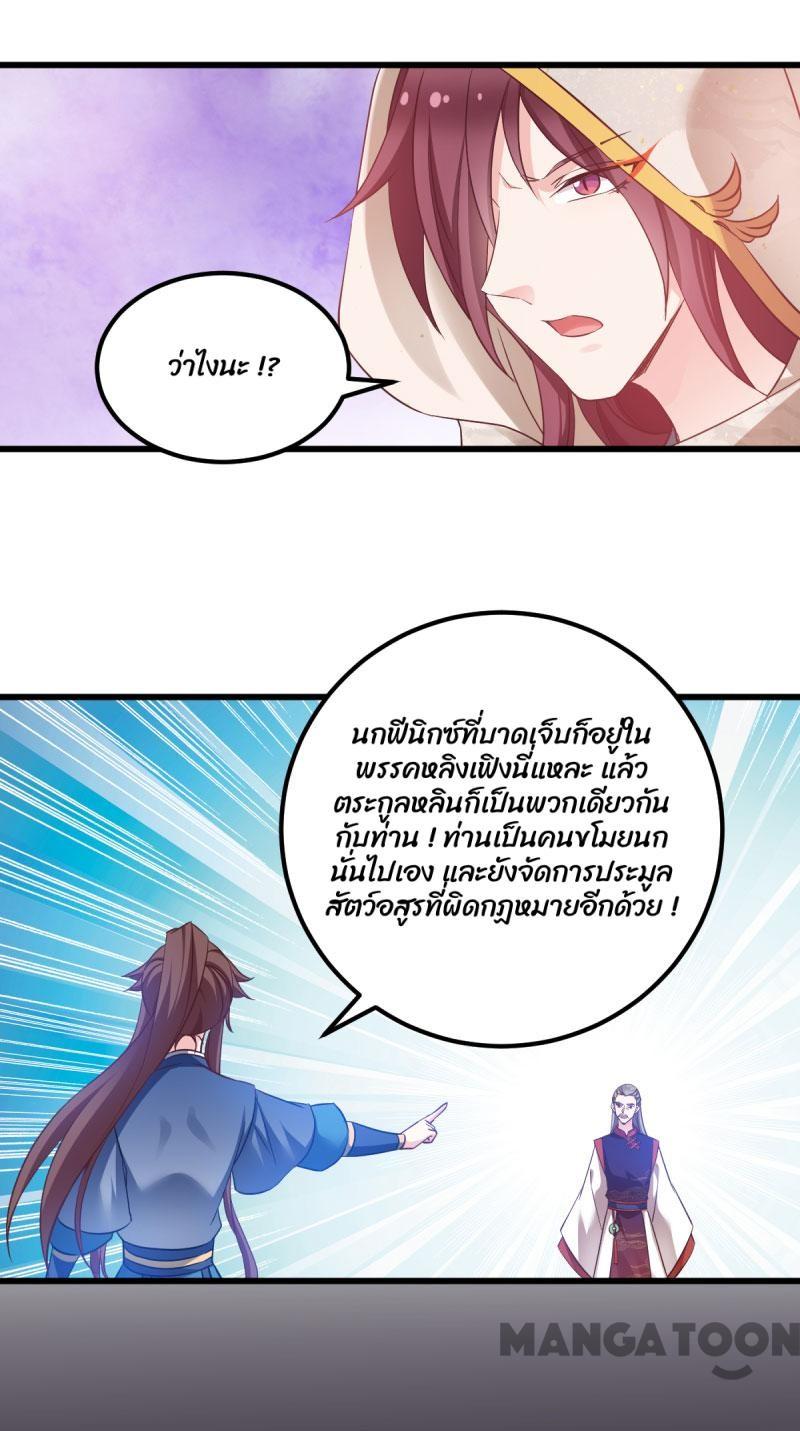 ว่าไงนะ !?
นกฟีนิกซ์ที่บาดเจ็บก็อยู่ใน
พรรคหลิงเฟิงนี่แหละ แล้ว
ตระกูลหลินก็เป็นพวกเดียวกัน
กับท่าน ! ท่านเป็นคนขโมยนก
นั่นไปเอง และยังจัดการประมูล
สัตว์อสูรที่ผิดกฎหมายอีกด้วย !
MANGATOON